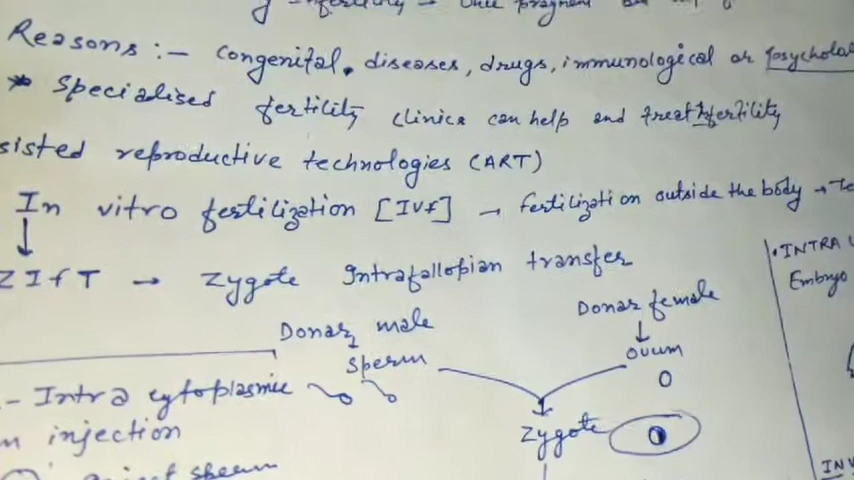 Reasons :- Congenital, diseases, drugs, immunological or
* Specialised fertility clinics can help and treat infertility
sisted reproductive technologies (ART)
In vitro fertilization [IVf] → fertilization outside the body →
ZIfT → Zygote Intrafallopian transfer
• INTRA U
Embryo
Donar male
Donar female
Sperm
ovum
- Intra cytoplasmic
injection
Zygote
sperm
INV